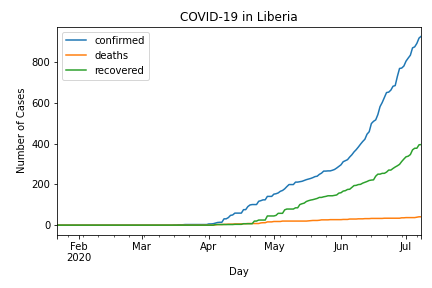 COVID-19 in Liberia
confirmed
deaths
recovered
Number of Cases
800
600
400
200
0
Feb
2020
Mar
Apr
May
Jun
Jul
Day